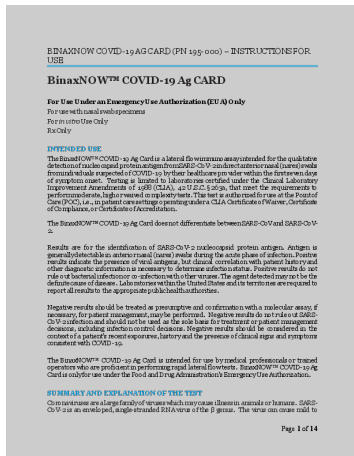 BINAXNOW COVID-19 AG CARD (PN 195-000) – INSTRUCTIONS FOR
USE
BinaxNOW™ COVID-19 Ag CARD
For Use Under an Emergency Use Authorization (EUA) Only
For use with nasal swab specimens
For in vitro Use Only
Rx Only
INTENDED USE
The BinaxNOW™ COVID-19 Ag Card is a lateral flow immunoassay intended for the qualitative
detection of nucleocapsid protein antigen from SARS-CoV-2 in direct anterior nasal (nares) swabs
from individuals suspected of COVID-19 by their healthcare provider within the first seven days
of symptom onset. Testing is limited to laboratories certified under the Clinical Laboratory
Improvement Amendments of 1988 (CLIA), 42 U.S.C. § 263a, that meet the requirements to
perform moderate, high or waived complexity tests. This test is authorized for use at the Point of
Care (POC), i.e., in patient care settings operating under a CLIA Certificate of Waiver, Certificate
of Compliance, or Certificate of Accreditation.
The BinaxNOW™ COVID-19 Ag Card does not differentiate between SARS-CoV and SARS-CoV-
2.
Results are for the identification of SARS-CoV-2 nucleocapsid protein antigen. Antigen is
generally detectable in anterior nasal (nares) swabs during the acute phase of infection. Positive
results indicate the presence of viral antigens, but clinical correlation with patient history and
other diagnostic information is necessary to determine infection status. Positive results do not
rule out bacterial infection or co-infection with other viruses. The agent detected may not be the
definite cause of disease. Laboratories within the United States and its territories are required to
report all results to the appropriate public health authorities.
Negative results should be treated as presumptive and confirmation with a molecular assay, if
necessary, for patient management, may be performed. Negative results do not rule out SARS-
CoV-2 infection and should not be used as the sole basis for treatment or patient management
decisions, including infection control decisions. Negative results should be considered in the
context of a patient's recent exposures, history and the presence of clinical signs and symptoms
consistent with COVID-19.
The BinaxNOW™ COVID-19 Ag Card is intended for use by medical professionals or trained
operators who are proficient in performing rapid lateral flow tests. BinaxNOW™ COVID-19 Ag
Card is only for use under the Food and Drug Administration's Emergency Use Authorization.
SUMMARY AND EXPLANATION OF THE TEST
Coronaviruses are a large family of viruses which may cause illness in animals or humans. SARS-
CoV-2 is an enveloped, single-stranded RNA virus of the β genus. The virus can cause mild to
Page 1 of 14